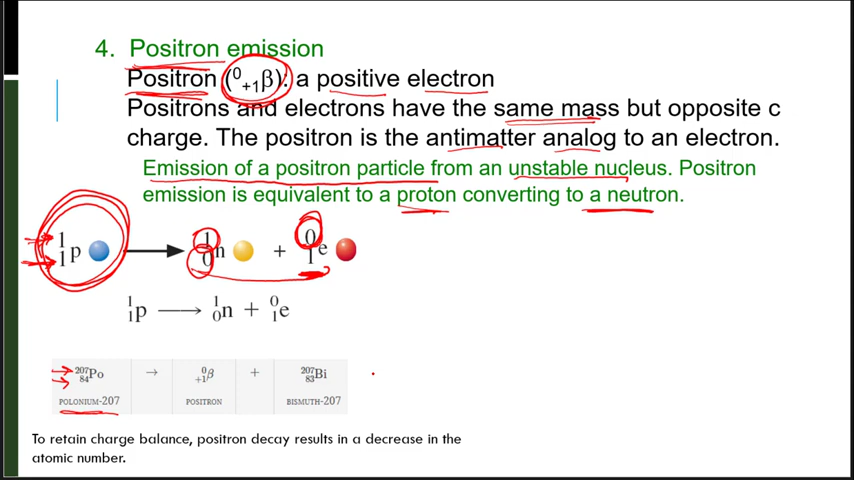 4. Positron emission
Positron (⁰₊₁β): a positive electron
Positrons and electrons have the same mass but opposite c
charge. The positron is the antimatter analog to an electron.
Emission of a positron particle from an unstable nucleus. Positron
emission is equivalent to a proton converting to a neutron.
¹₁p → ¹₀n + ⁰₁e
¹₁p → ¹₀n + ⁰₁e
²⁰⁷₈₄Po → ⁰₊₁β + ²⁰⁷₈₃Bi
POLONIUM-207 POSITRON BISMUTH-207
To retain charge balance, positron decay results in a decrease in the
atomic number.